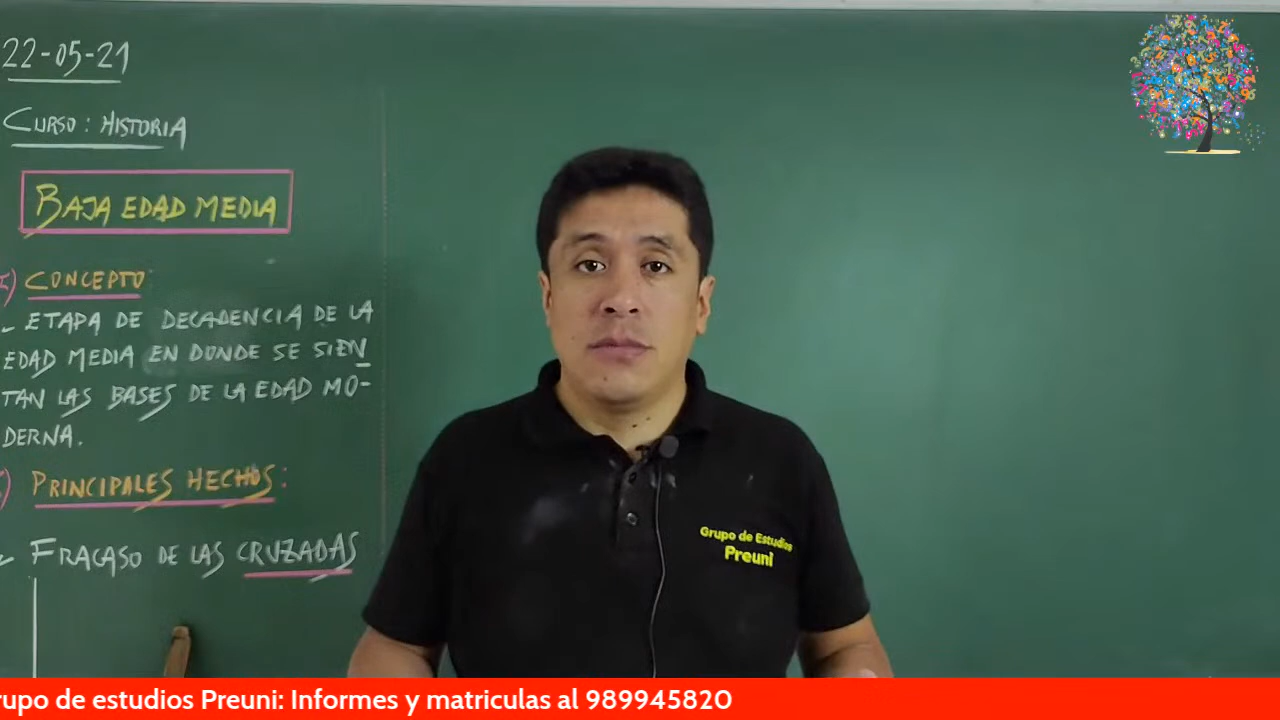 22-05-21
CURSO: HISTORIA
BAJA EDAD MEDIA
I) CONCEPTO:
- ETAPA DE DECADENCIA DE LA
EDAD MEDIA EN DONDE SE SIEN
TAN LAS BASES DE LA EDAD MO-
DERNA.
) PRINCIPALES HECHOS:
- FRACASO DE LAS CRUZADAS
Grupo de Estudios
Preuni
rupo de estudios Preuni: Informes y matriculas al 989945820